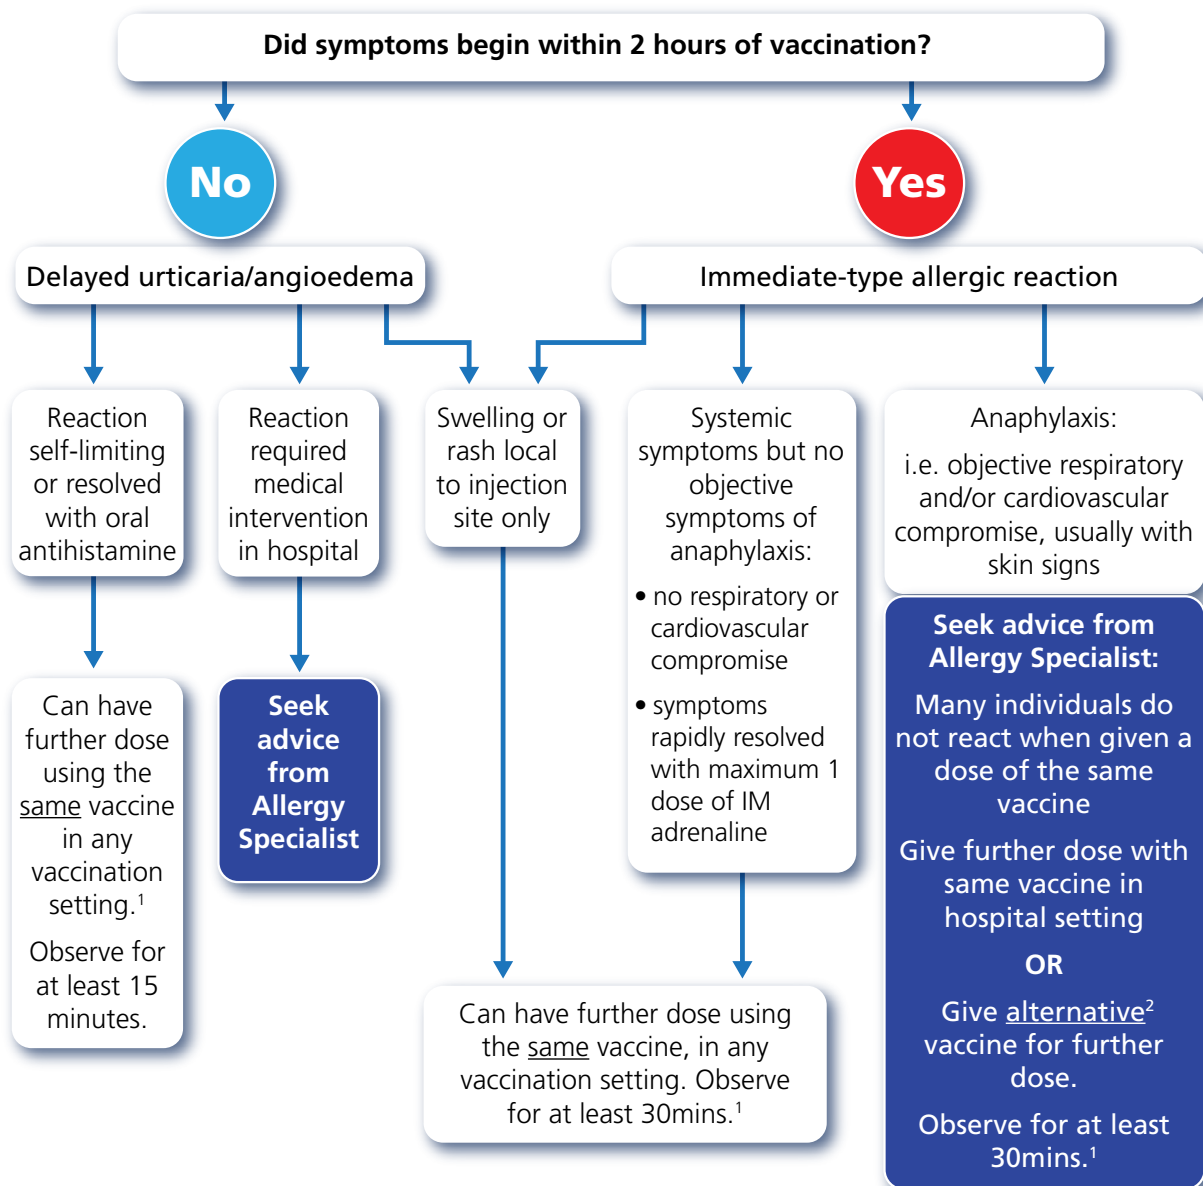 Did symptoms begin within 2 hours of vaccination?
No
Yes
Delayed urticaria/angioedema
Immediate-type allergic reaction
Reaction
self-limiting
or resolved
with oral
antihistamine
Reaction
required
medical
intervention
in hospital
Swelling or
rash local
to injection
site only
Systemic
symptoms but no
objective
symptoms of
anaphylaxis:
• no respiratory or
cardiovascular
compromise
• symptoms
rapidly resolved
with maximum 1
dose of IM
adrenaline
Anaphylaxis:
i.e. objective respiratory
and/or cardiovascular
compromise, usually with
skin signs
Can have
further dose
using the
same vaccine
in any
vaccination
setting.¹
Observe for
at least 15
minutes.
Seek
advice
from
Allergy
Specialist
Can have further dose using
the same vaccine, in any
vaccination setting. Observe
for at least 30mins.¹
Seek advice from
Allergy Specialist:
Many individuals do
not react when given a
dose of the same
vaccine
Give further dose with
same vaccine in
hospital setting
OR
Give alternative²
vaccine for further
dose.
Observe for at least
30mins.¹